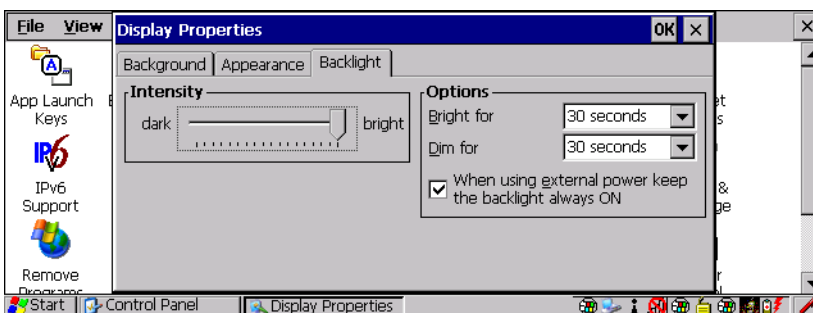 File View
Display Properties
OK
Background Appearance Backlight
Intensity
dark
bright
Options
Bright for
30 seconds
Dim for
30 seconds
When using external power keep
the backlight always ON
App Launch
Keys
IPv6
IPv6
Support
Remove
Programs
&
Start
Control Panel
Display Properties